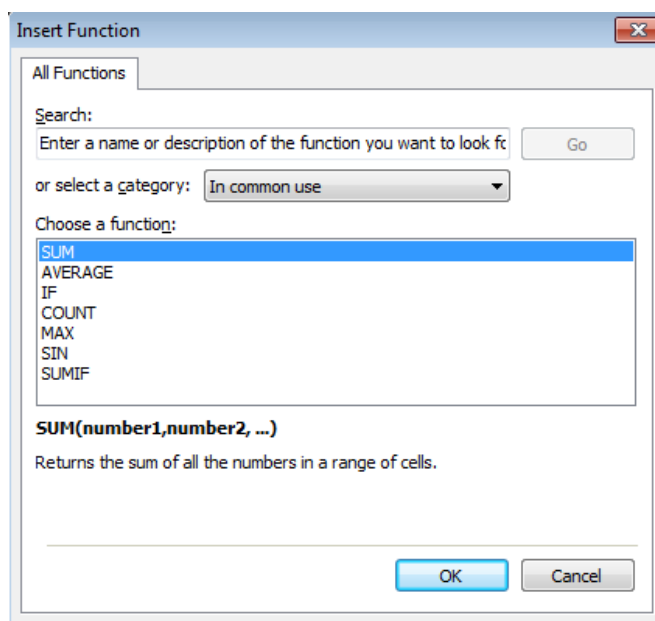 Insert Function
All Functions
Search:
Enter a name or description of the function you want to look fo
Go
or select a category: In common use
Choose a function:
SUM
AVERAGE
IF
COUNT
MAX
SIN
SUMIF
SUM(number1,number2, ...)
Returns the sum of all the numbers in a range of cells.
OK Cancel